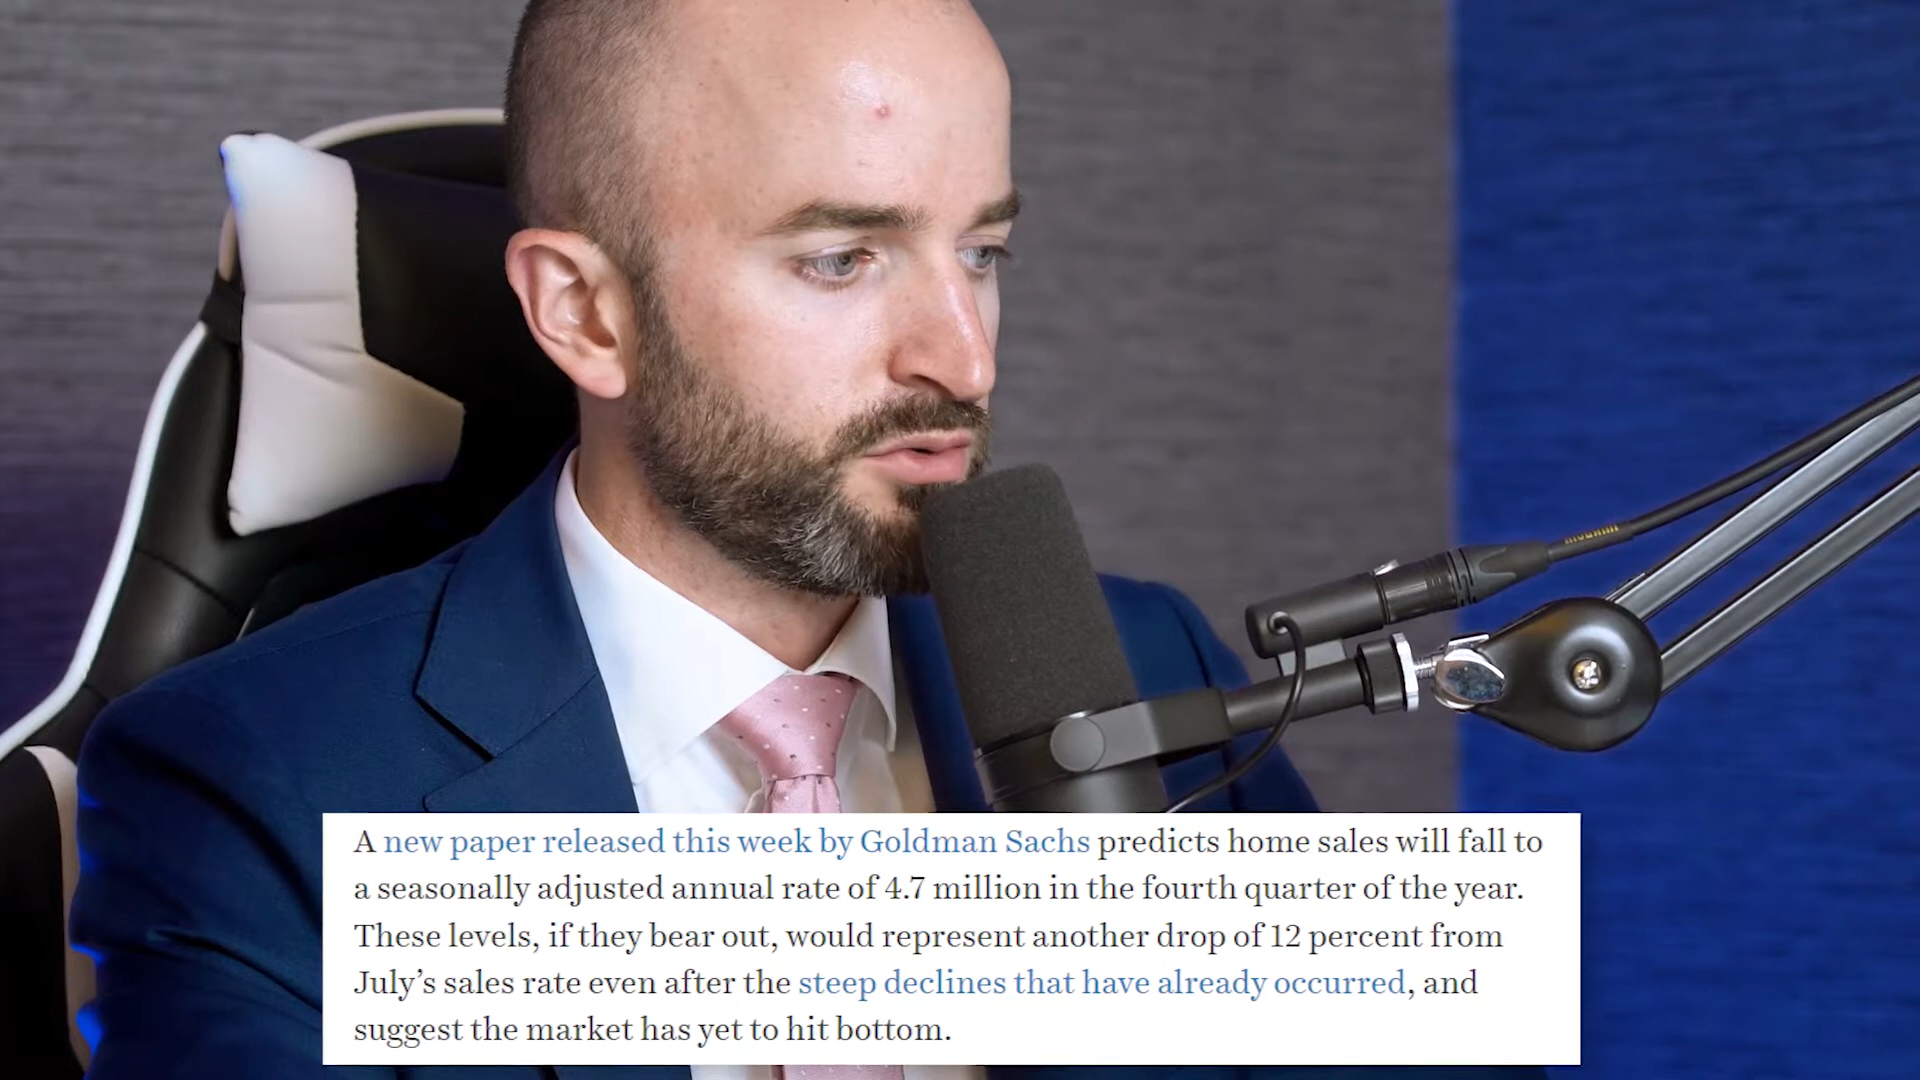 A new paper released this week by Goldman Sachs predicts home sales will fall to
a seasonally adjusted annual rate of 4.7 million in the fourth quarter of the year.
These levels, if they bear out, would represent another drop of 12 percent from
July’s sales rate even after the steep declines that have already occurred, and
suggest the market has yet to hit bottom.